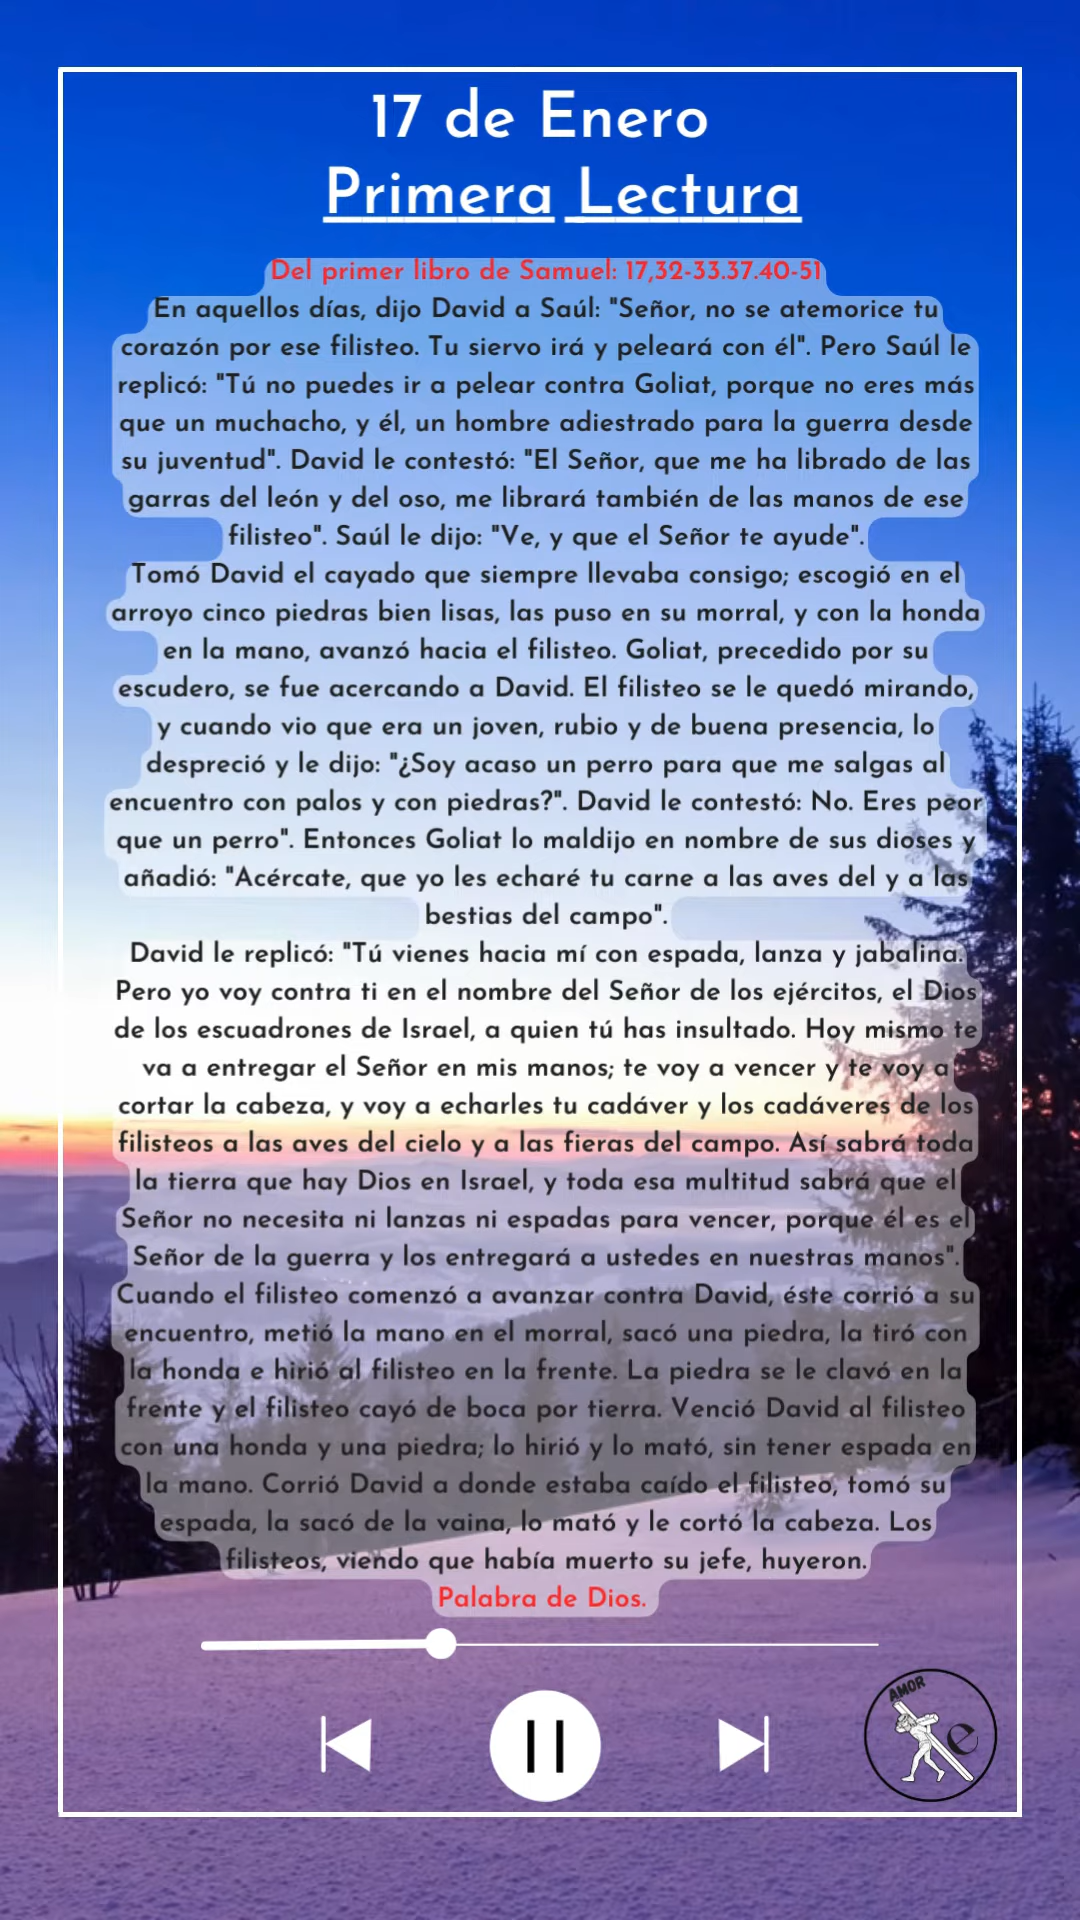 17 de Enero
Primera Lectura
Del primer libro de Samuel: 17,32-33.37.40-51
En aquellos días, dijo David a Saúl: "Señor, no se atemorice tu
corazón por ese filisteo. Tu siervo irá y peleará con él". Pero Saúl le
replicó: "Tú no puedes ir a pelear contra Goliat, porque no eres más
que un muchacho, y él, un hombre adiestrado para la guerra desde
su juventud". David le contestó: "El Señor, que me ha librado de las
garras del león y del oso, me librará también de las manos de ese
filisteo". Saúl le dijo: "Ve, y que el Señor te ayude".
Tomó David el cayado que siempre llevaba consigo; escogió en el
arroyo cinco piedras bien lisas, las puso en su morral, y con la honda
en la mano, avanzó hacia el filisteo. Goliat, precedido por su
escudero, se fue acercando a David. El filisteo se le quedó mirando,
y cuando vio que era un joven, rubio y de buena presencia, lo
despreció y le dijo: "¿Soy acaso un perro para que me salgas al
encuentro con palos y con piedras?". David le contestó: No. Eres peor
que un perro". Entonces Goliat lo maldijo en nombre de sus dioses y
añadió: "Acércate, que yo les echaré tu carne a las aves del y a las
bestias del campo".
David le replicó: "Tú vienes hacia mí con espada, lanza y jabalina.
Pero yo voy contra ti en el nombre del Señor de los ejércitos, el Dios
de los escuadrones de Israel, a quien tú has insultado. Hoy mismo te
va a entregar el Señor en mis manos; te voy a vencer y te voy a
cortar la cabeza, y voy a echarles tu cadáver y los cadáveres de los
filisteos a las aves del cielo y a las fieras del campo. Así sabrá toda
la tierra que hay Dios en Israel, y toda esa multitud sabrá que el
Señor no necesita ni lanzas ni espadas para vencer, porque él es el
Señor de la guerra y los entregará a ustedes en nuestras manos".
Cuando el filisteo comenzó a avanzar contra David, éste corrió a su
encuentro, metió la mano en el morral, sacó una piedra, la tiró con
la honda e hirió al filisteo en la frente. La piedra se le clavó en la
frente y el filisteo cayó de boca por tierra. Venció David al filisteo
con una honda y una piedra; lo hirió y lo mató, sin tener espada en
la mano. Corrió David a donde estaba caído el filisteo, tomó su
espada, la sacó de la vaina, lo mató y le cortó la cabeza. Los
filisteos, viendo que había muerto su jefe, huyeron.
Palabra de Dios.
AMOR
e